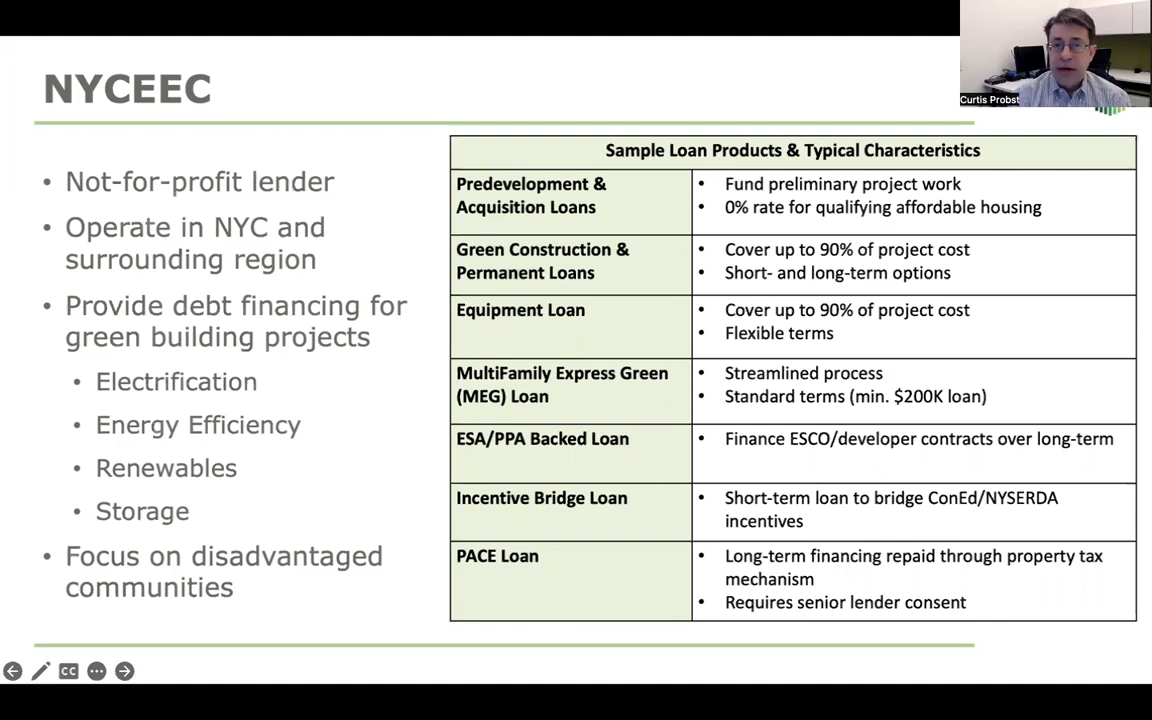 NYCEEC
Curtis Probst
• Not-for-profit lender
• Operate in NYC and
surrounding region
• Provide debt financing for
green building projects
• Electrification
• Energy Efficiency
• Renewables
• Storage
• Focus on disadvantaged
communities
Sample Loan Products & Typical Characteristics
Predevelopment &
Acquisition Loans
• Fund preliminary project work
• 0% rate for qualifying affordable housing
Green Construction &
Permanent Loans
• Cover up to 90% of project cost
• Short- and long-term options
Equipment Loan
• Cover up to 90% of project cost
• Flexible terms
MultiFamily Express Green
(MEG) Loan
• Streamlined process
• Standard terms (min. $200K loan)
ESA/PPA Backed Loan
• Finance ESCO/developer contracts over long-term
Incentive Bridge Loan
• Short-term loan to bridge ConEd/NYSERDA
incentives
PACE Loan
• Long-term financing repaid through property tax
mechanism
• Requires senior lender consent
CC